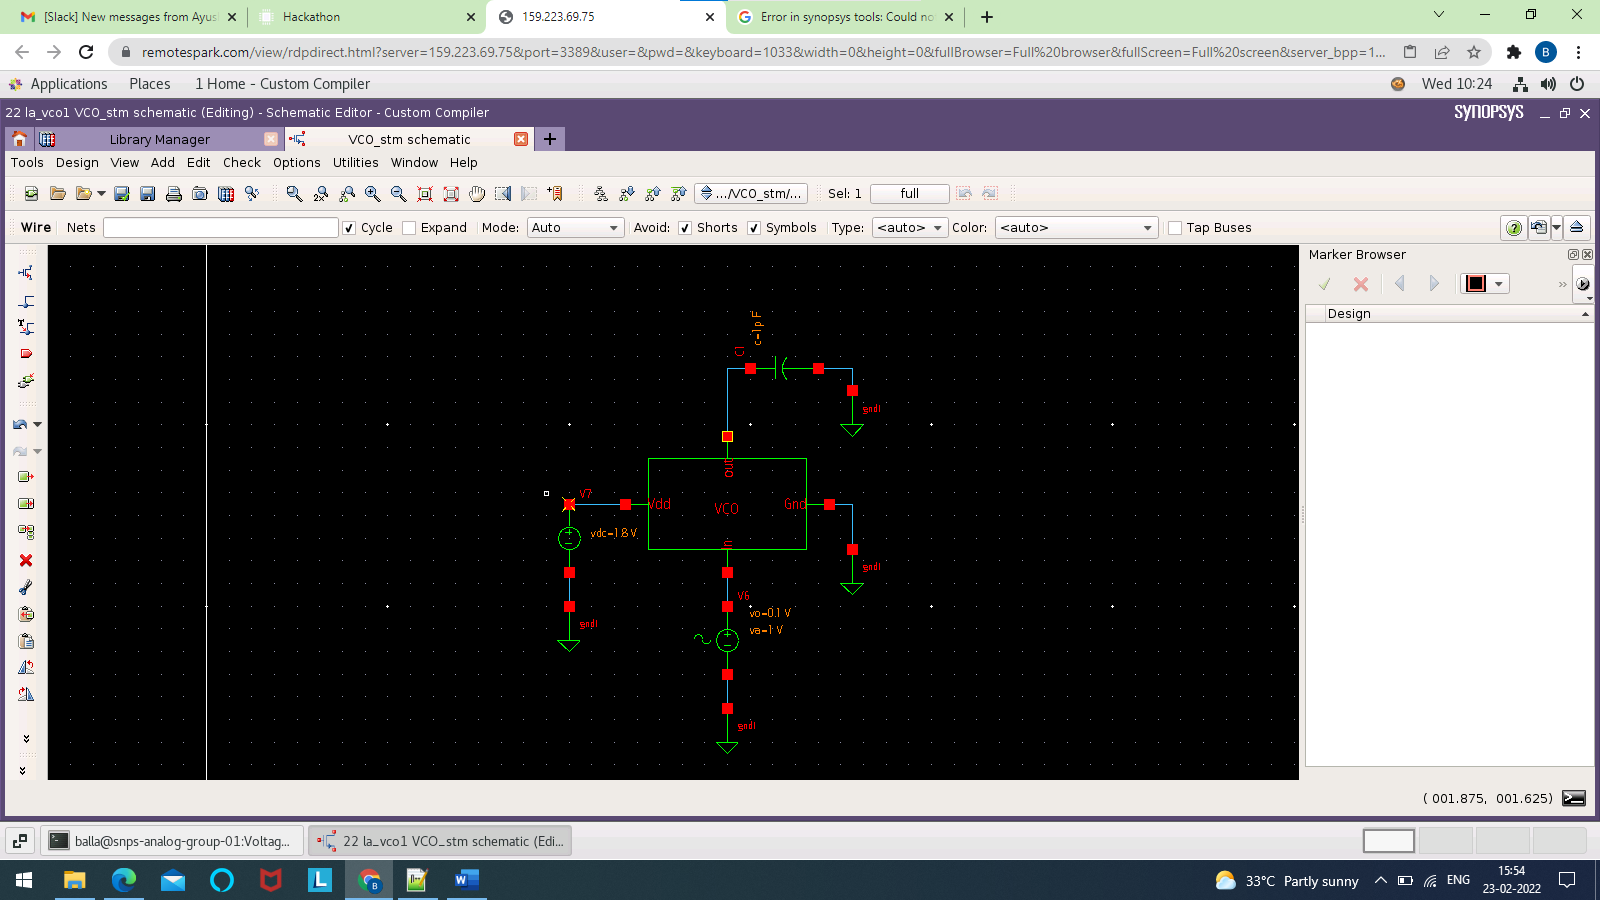 [Slack] New messages from Ayus
Hackathon
159.223.69.75
Error in synopsys tools: Could no
remotespark.com/view/rdpdirect.html?server=159.223.69.75&port=3389&user=&pwd=&keyboard=1033&width=0&height=0&fullBrowser=Full%20browser&fullScreen=Full%20screen&server_bpp=1...
B
Applications Places 1 Home - Custom Compiler
Wed 10:24
22 la_vco1 VCO_stm schematic (Editing) - Schematic Editor - Custom Compiler
SYNOPSYS
Library Manager
VCO_stm schematic
Tools Design View Add Edit Check Options Utilities Window Help
.../VCO_stm/...
Sel: 1
full
Wire Nets Cycle Expand Mode: Auto Avoid: Shorts Symbols Type: <auto> Color: <auto> Tap Buses
Marker Browser
Design
c=1p F
C1
gnd!
out
V7
Vdd
VCO
Gnd
vdc=1.8 V
in
gnd!
V6
vo=0.1 V
va=1 V
gnd!
gnd!
( 001.875, 001.625)
balla@snps-analog-group-01:Voltag...
22 la_vco1 VCO_stm schematic (Edi...
33°C Partly sunny
ENG
15:54
23-02-2022